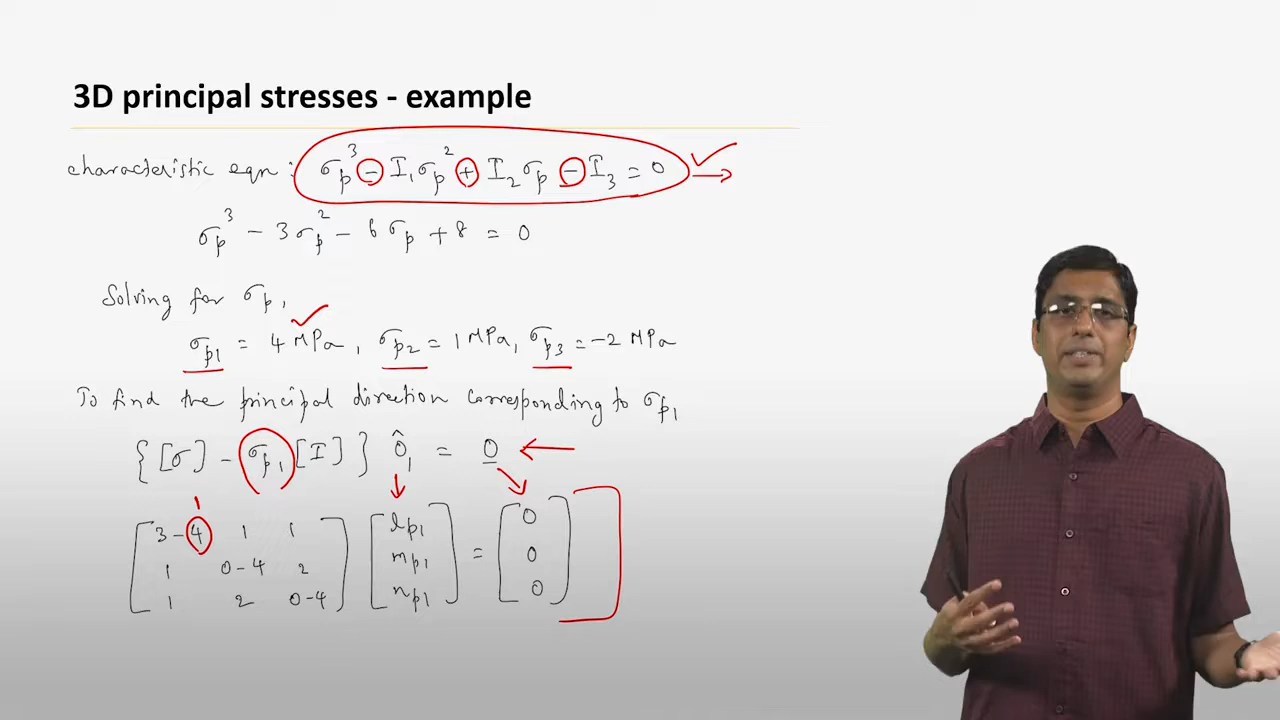 3D principal stresses - example
characteristic eqn: σp³ − I₁σp² + I₂σp − I₃ = 0
σp³ − 3σp² − 6σp + 8 = 0
Solving for σp,
σp1 = 4 MPa, σp2 = 1 MPa, σp3 = −2 MPa
To find the principal direction corresponding to σp1
{[σ] − σp1 [I]} ô₁ = 0
[3−4 1 1] [lp1] = [0]
[1 0−4 2] [mp1] [0]
[1 2 0−4] [np1] [0]